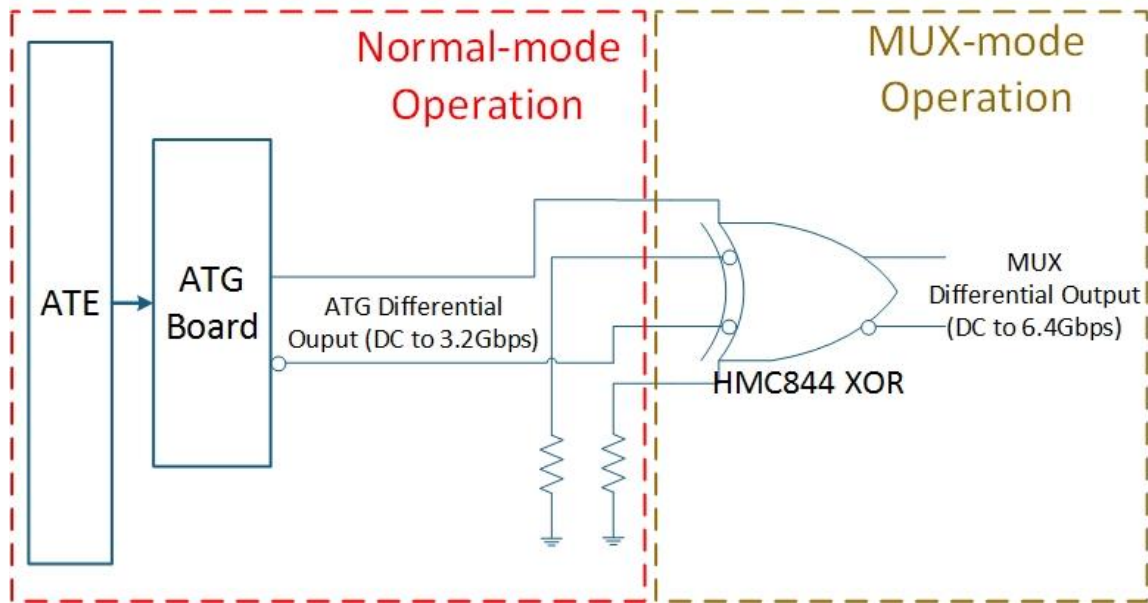 Normal-mode
Operation
MUX-mode
Operation
ATE
ATG
Board
ATG Differential
Ouput (DC to 3.2Gbps)
MUX
Differential Output
(DC to 6.4Gbps)
HMC844 XOR